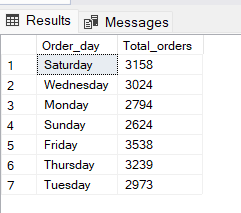 Results Messages
Order_day Total_orders
1 Saturday 3158
2 Wednesday 3024
3 Monday 2794
4 Sunday 2624
5 Friday 3538
6 Thursday 3239
7 Tuesday 2973